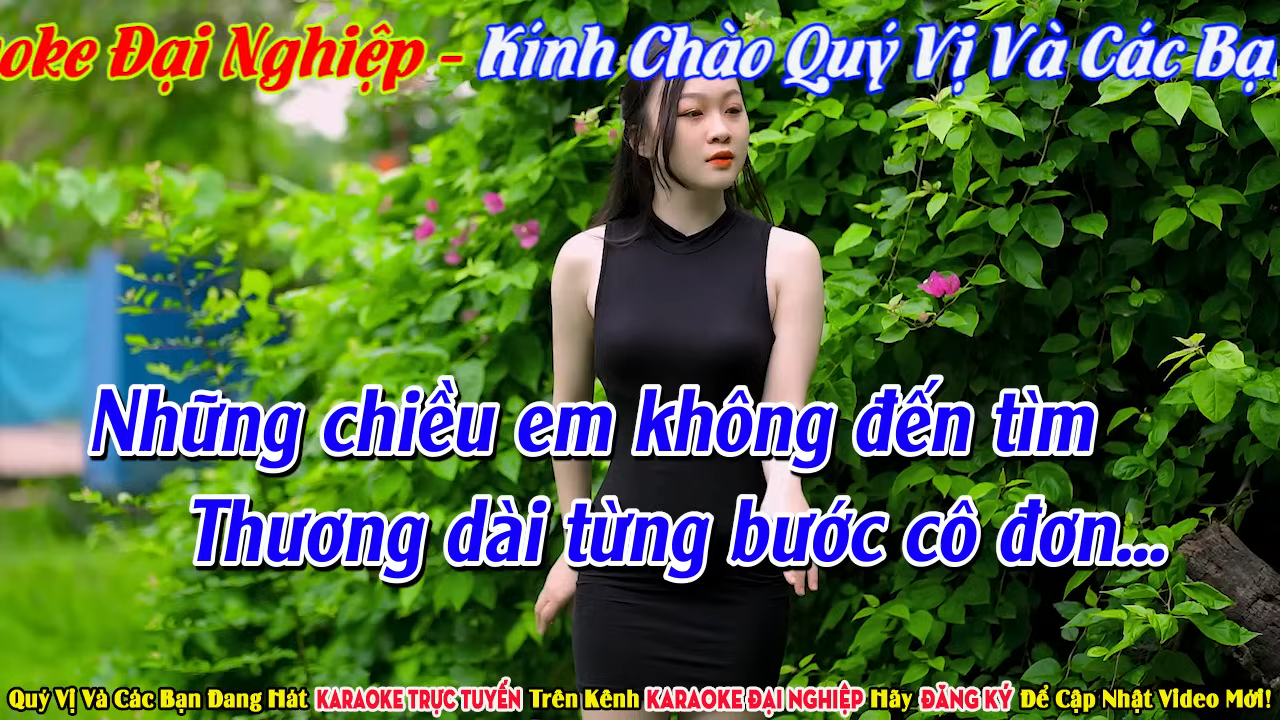 oke Đại Nghiệp - Kính Chào Quý Vị Và Các Bạ
Những chiều em không đến tìm
Thương dài từng bước cô đơn...
Quý Vị Và Các Bạn Đang Hát KARAOKE TRỰC TUYẾN Trên Kênh KARAOKE ĐẠI NGHIỆP Hãy ĐĂNG KÝ Để Cập Nhật Video Mới!